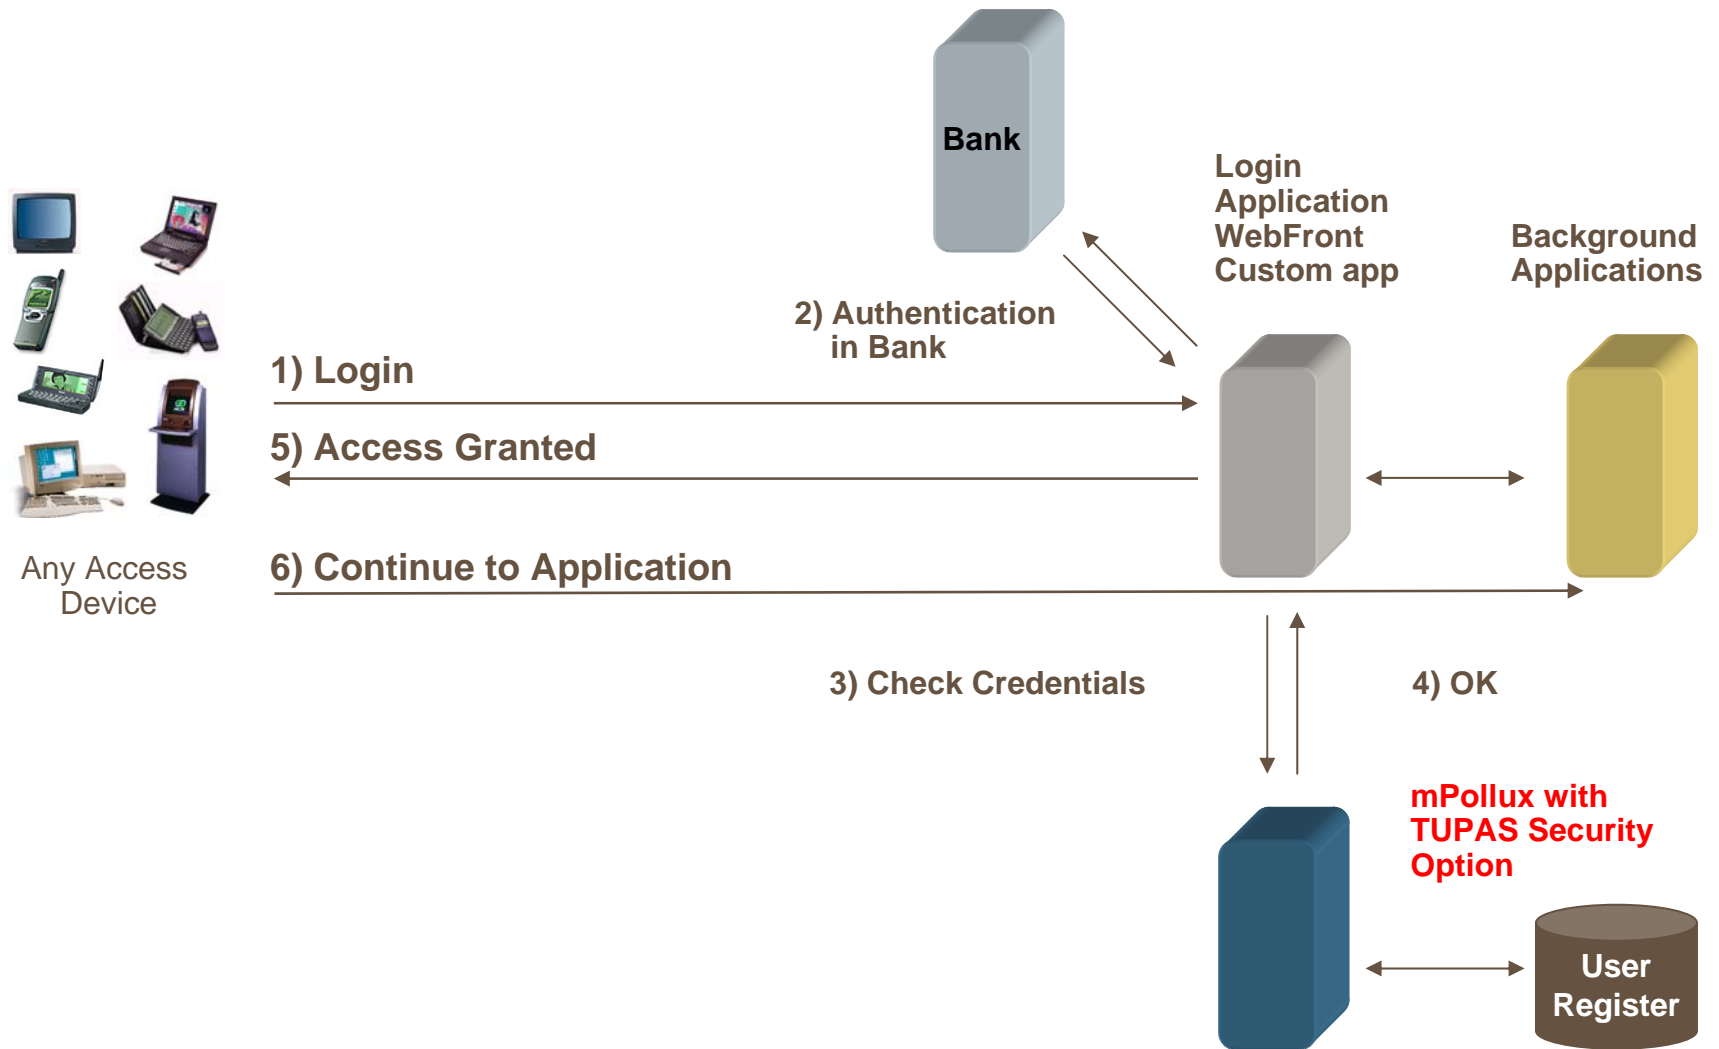 Bank
Login
Application
WebFront
Custom app
Background
Applications
2) Authentication
in Bank
1) Login
5) Access Granted
Any Access
Device
6) Continue to Application
3) Check Credentials
4) OK
mPollux with
TUPAS Security
Option
User
Register